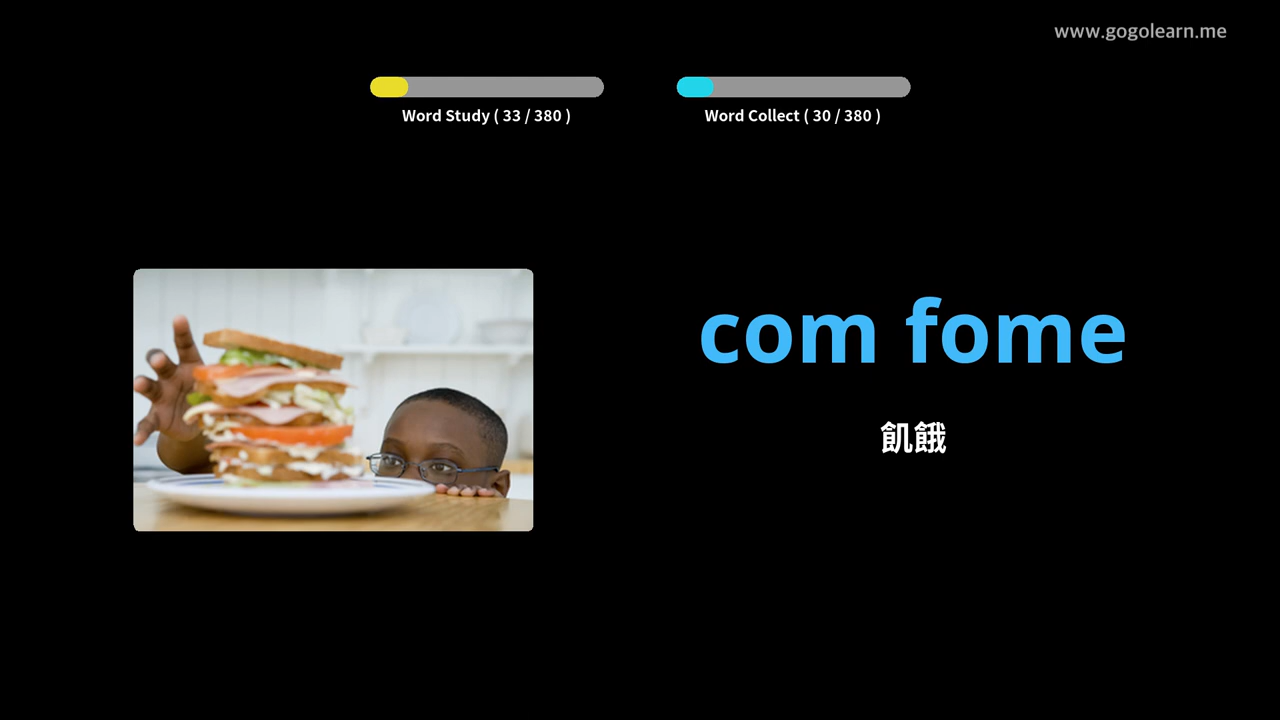 www.gogolearn.me
Word Study ( 33 / 380 )
Word Collect ( 30 / 380 )
com fome
飢餓